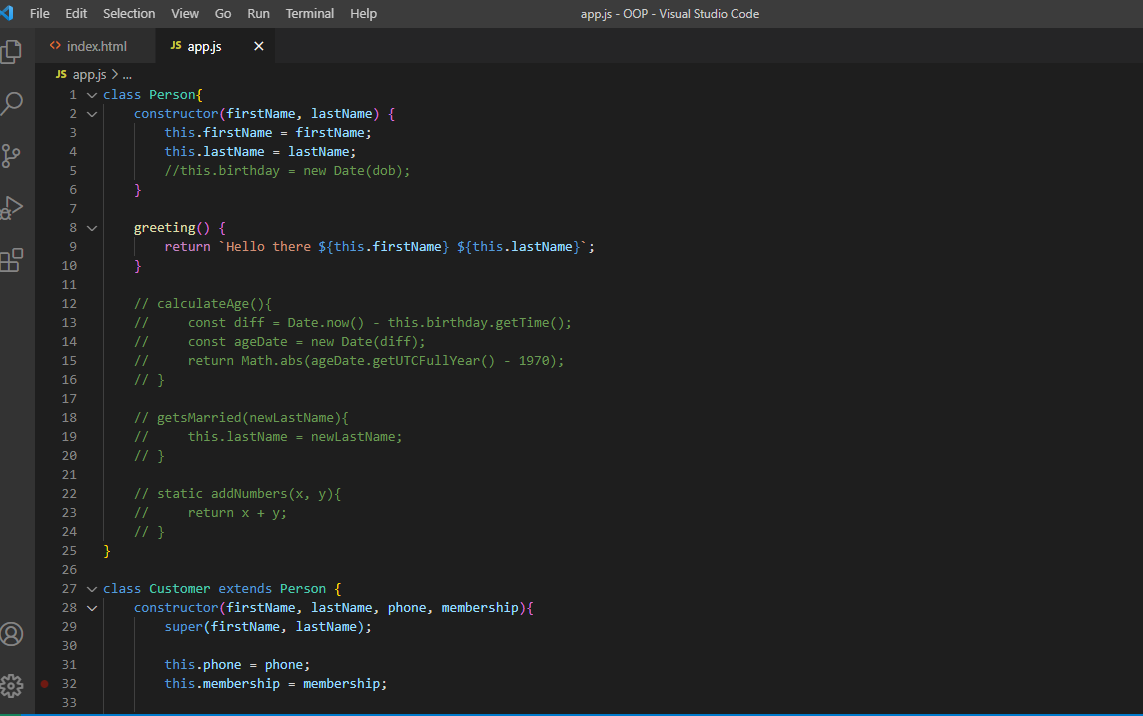 File Edit Selection View Go Run Terminal Help app.js - OOP - Visual Studio Code
<> index.html JS app.js ×
JS app.js > ...
1 class Person{
2     constructor(firstName, lastName) {
3         this.firstName = firstName;
4         this.lastName = lastName;
5         //this.birthday = new Date(dob);
6     }
7
8     greeting() {
9         return `Hello there ${this.firstName} ${this.lastName}`;
10     }
11
12     // calculateAge(){
13     //     const diff = Date.now() - this.birthday.getTime();
14     //     const ageDate = new Date(diff);
15     //     return Math.abs(ageDate.getUTCFullYear() - 1970);
16     // }
17
18     // getsMarried(newLastName){
19     //     this.lastName = newLastName;
20     // }
21
22     // static addNumbers(x, y){
23     //     return x + y;
24     // }
25 }
26
27 class Customer extends Person {
28     constructor(firstName, lastName, phone, membership){
29         super(firstName, lastName);
30
31         this.phone = phone;
32         this.membership = membership;
33